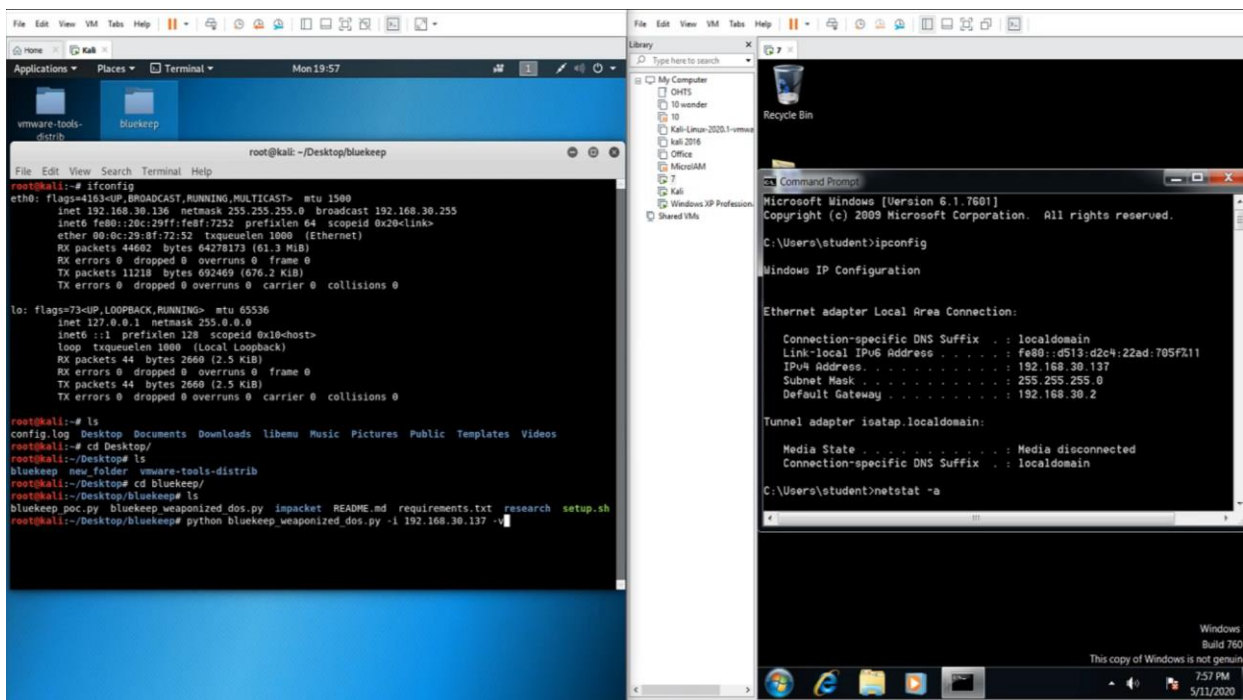 File Edit View VM Tabs Help
Home
Kali
Applications Places Terminal Mon 19:57 1
vmware-tools-distrib
bluekeep
root@kali: ~/Desktop/bluekeep
File Edit View Search Terminal Help
root@kali:~# ifconfig
eth0: flags=4163<UP,BROADCAST,RUNNING,MULTICAST> mtu 1500
inet 192.168.30.136 netmask 255.255.255.0 broadcast 192.168.30.255
inet6 fe80::20c:29ff:fe8f:7252 prefixlen 64 scopeid 0x20<link>
ether 00:0c:29:8f:72:52 txqueuelen 1000 (Ethernet)
RX packets 44602 bytes 64278173 (61.3 MiB)
RX errors 0 dropped 0 overruns 0 frame 0
TX packets 11218 bytes 692469 (676.2 KiB)
TX errors 0 dropped 0 overruns 0 carrier 0 collisions 0
lo: flags=73<UP,LOOPBACK,RUNNING> mtu 65536
inet 127.0.0.1 netmask 255.0.0.0
inet6 ::1 prefixlen 128 scopeid 0x10<host>
loop txqueuelen 1000 (Local Loopback)
RX packets 44 bytes 2660 (2.5 KiB)
RX errors 0 dropped 0 overruns 0 frame 0
TX packets 44 bytes 2660 (2.5 KiB)
TX errors 0 dropped 0 overruns 0 carrier 0 collisions 0
root@kali:~# ls
config.log Desktop Documents Downloads libemu Music Pictures Public Templates Videos
root@kali:~# cd Desktop/
root@kali:~/Desktop# ls
bluekeep new_folder vmware-tools-distrib
root@kali:~/Desktop# cd bluekeep/
root@kali:~/Desktop/bluekeep# ls
bluekeep_poc.py bluekeep_weaponized_dos.py impacket README.md requirements.txt research setup.sh
root@kali:~/Desktop/bluekeep# python bluekeep_weaponized_dos.py -i 192.168.30.137 -v
File Edit View VM Tabs Help
Library
Type here to search
My Computer
OHTS
10 wonder
10
Kali-Linux-2020.1-vmwa
kali 2016
Office
MicroIAM
7
Kali
Windows XP Profession
Shared VMs
7
Recycle Bin
Command Prompt
Microsoft Windows [Version 6.1.7601]
Copyright (c) 2009 Microsoft Corporation. All rights reserved.
C:\Users\student>ipconfig
Windows IP Configuration
Ethernet adapter Local Area Connection:
Connection-specific DNS Suffix . : localdomain
Link-local IPv6 Address . . . . . : fe80::d513:d2c4:22ad:705f%11
IPv4 Address. . . . . . . . . . . : 192.168.30.137
Subnet Mask . . . . . . . . . . . : 255.255.255.0
Default Gateway . . . . . . . . . : 192.168.30.2
Tunnel adapter isatap.localdomain:
Media State . . . . . . . . . . . : Media disconnected
Connection-specific DNS Suffix . : localdomain
C:\Users\student>netstat -a
Windows
Build 760
This copy of Windows is not genuin
7:57 PM
5/11/2020